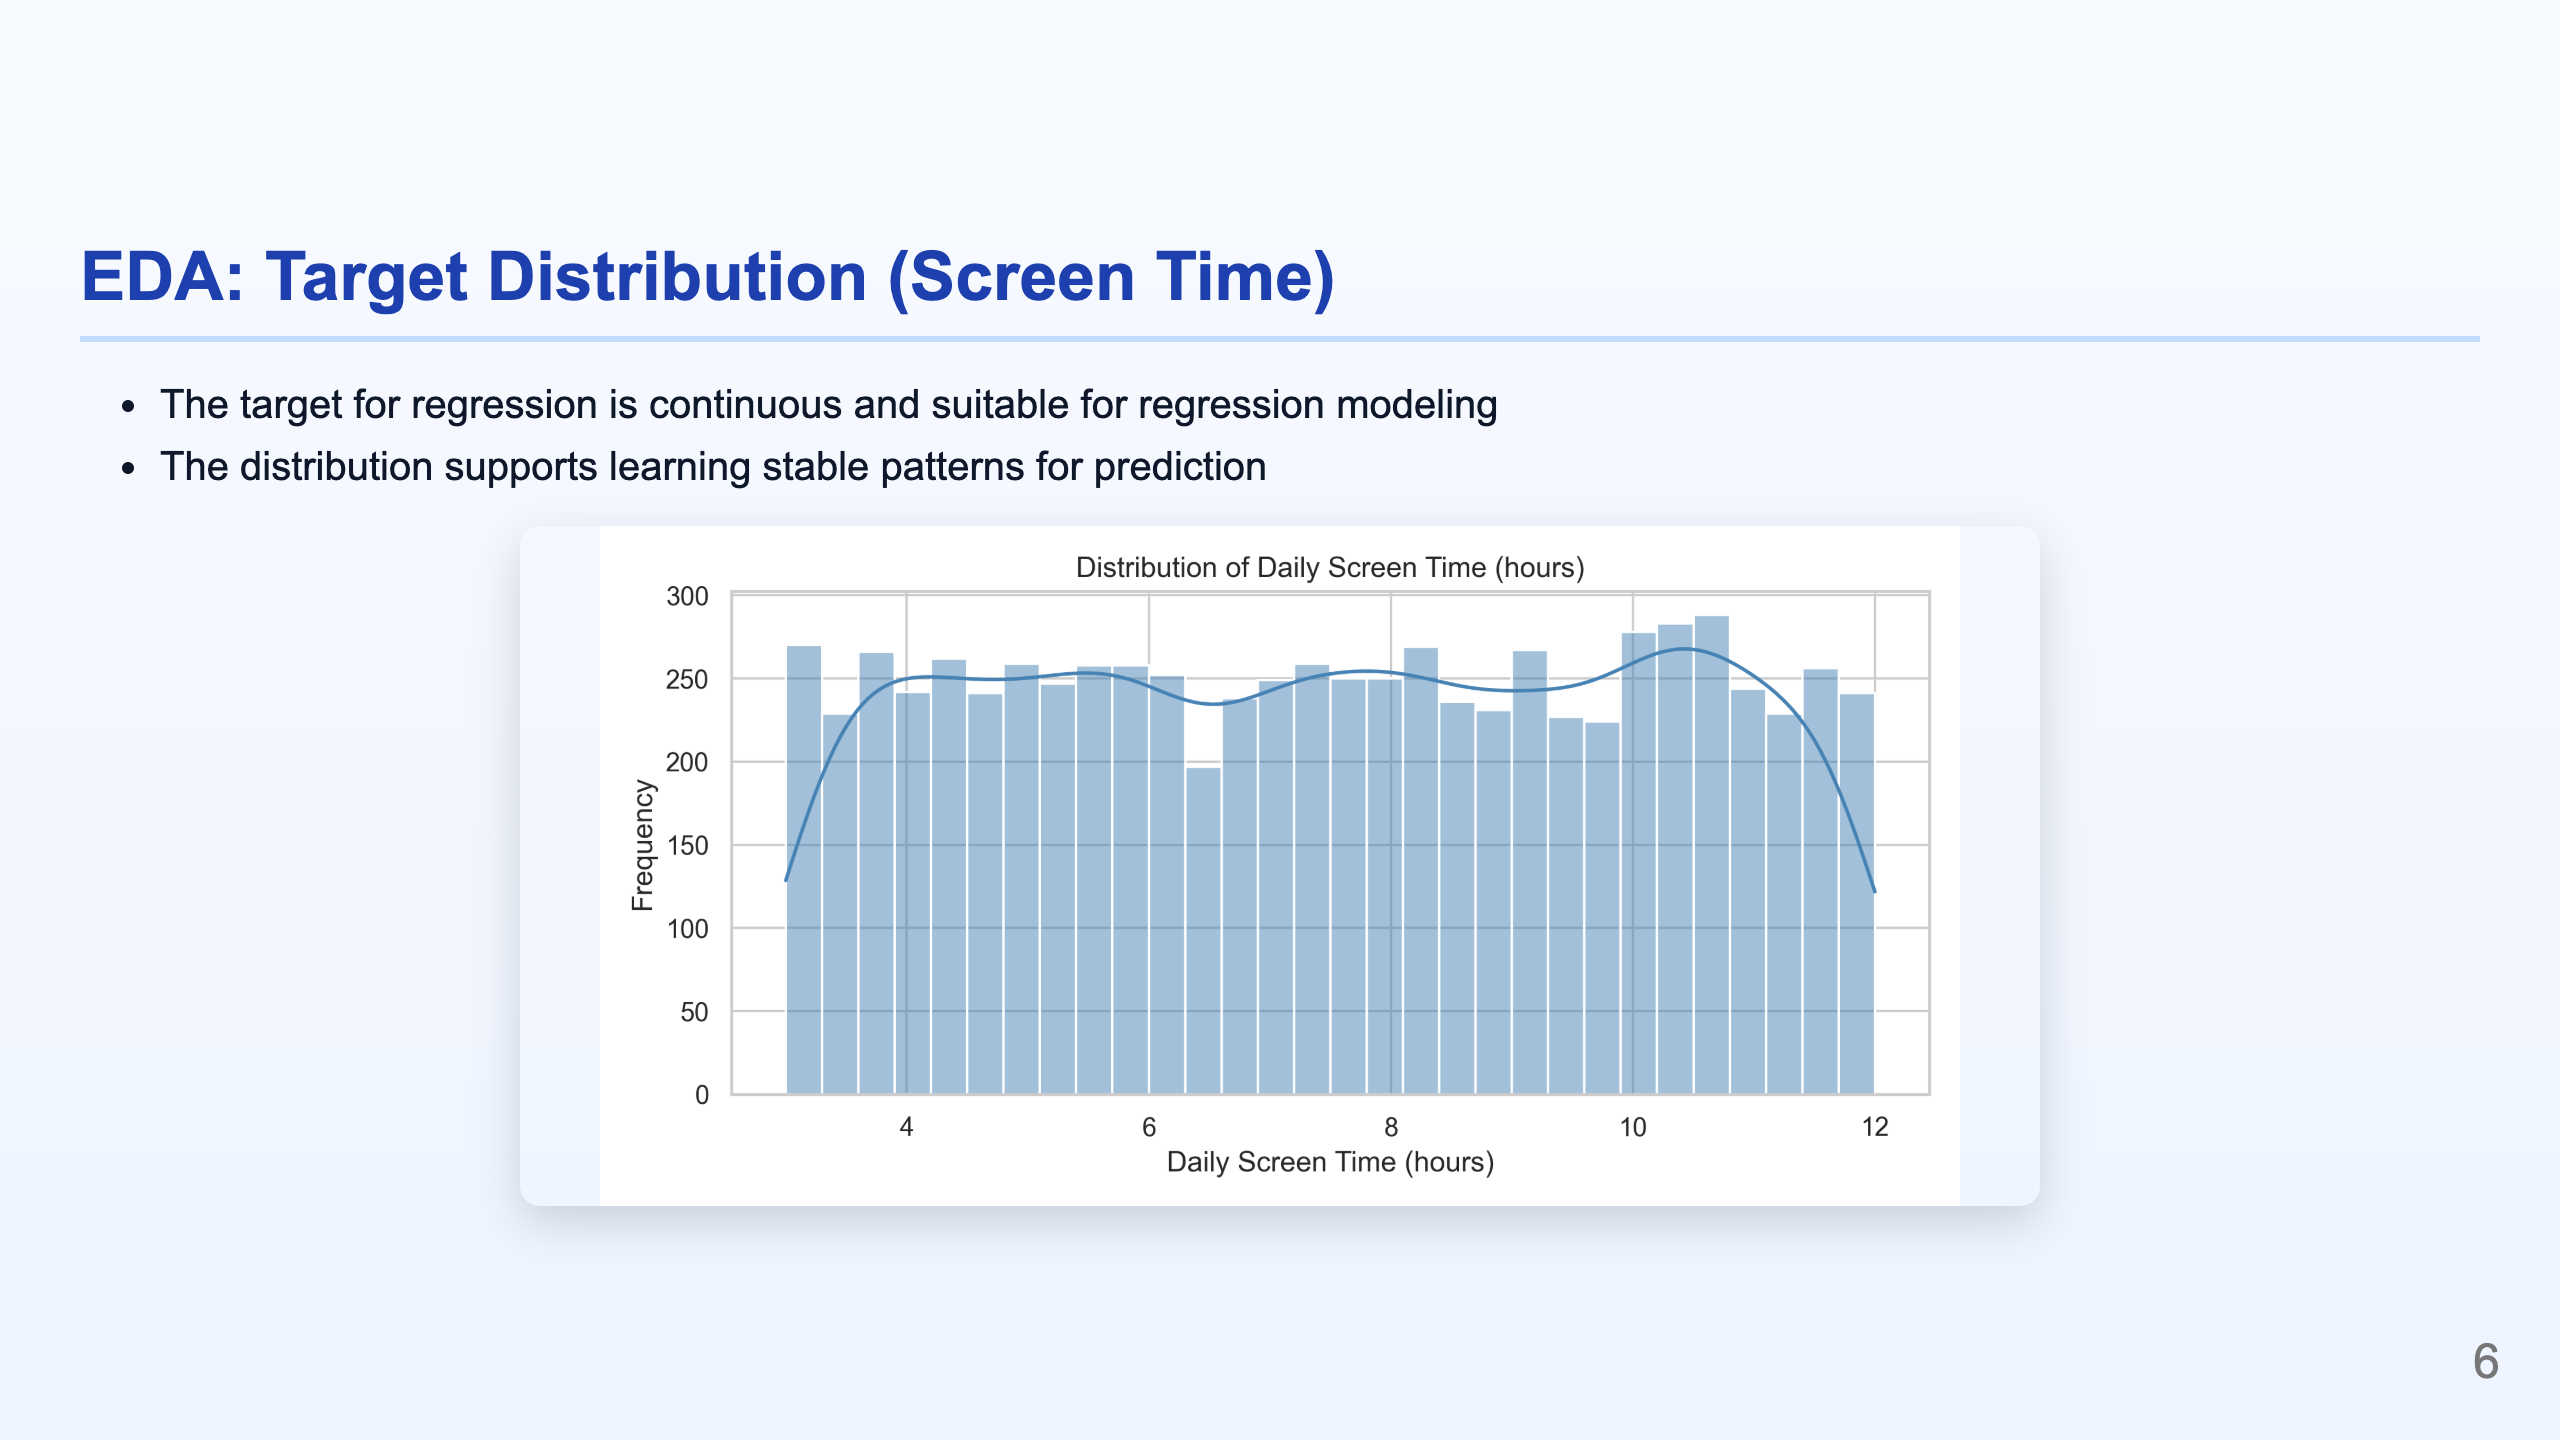 EDA: Target Distribution (Screen Time)
• The target for regression is continuous and suitable for regression modeling
• The distribution supports learning stable patterns for prediction
Distribution of Daily Screen Time (hours)
300
250
200
150
100
50
0
Frequency
4 6 8 10 12
Daily Screen Time (hours)
6